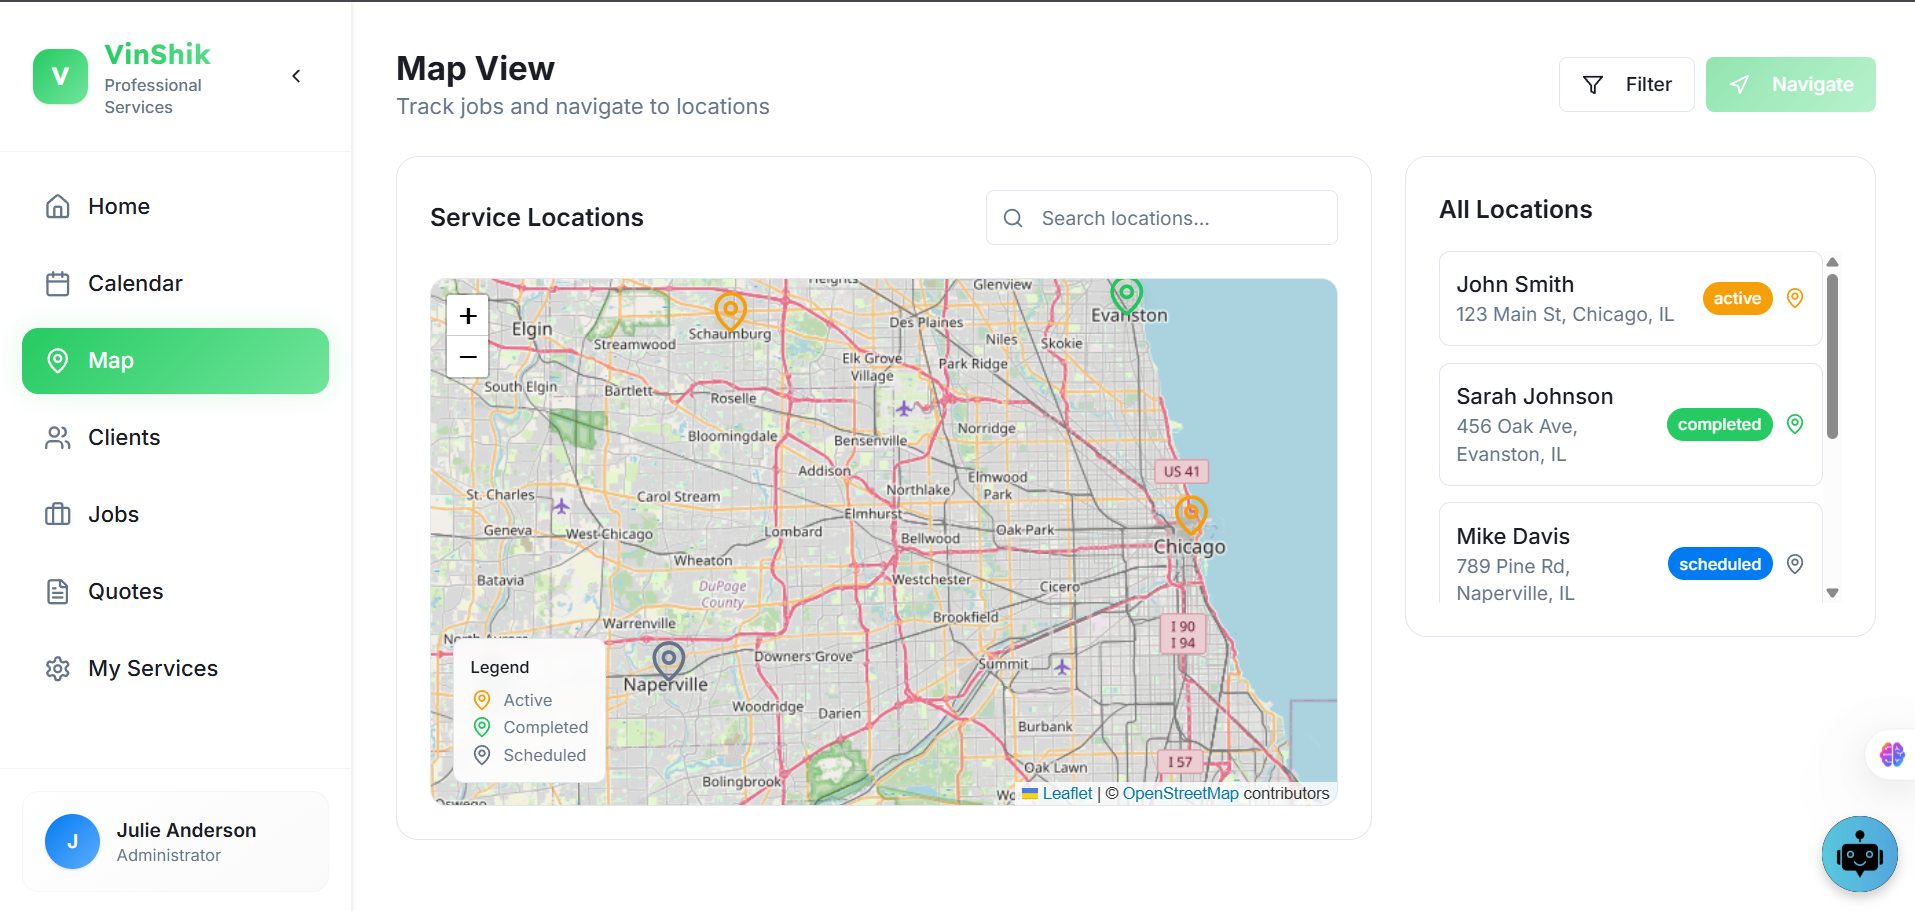 V
VinShik
Professional
Services
Home
Calendar
Map
Clients
Jobs
Quotes
My Services
J
Julie Anderson
Administrator
Map View
Track jobs and navigate to locations
Filter
Navigate
Service Locations
Search locations...
+
−
Heights
Glenview
Elgin
Schaumburg
Des Plaines
Evanston
Streamwood
Niles
Skokie
Elk Grove
Village
Park Ridge
South Elgin
Bartlett
Roselle
Bloomingdale
Bensenville
Norridge
Addison
US 41
St. Charles
Carol Stream
Northlake
Elmwood
Park
Elmhurst
Geneva
West Chicago
Lombard
Bellwood
Oak Park
Chicago
Wheaton
Batavia
DuPage
County
Westchester
Cicero
Warrenville
Brookfield
I 90
I 94
North Aurora
Downers Grove
Summit
Naperville
Woodridge
Darien
Burbank
Bolingbrook
Oak Lawn
I 57
Oswego
Legend
Active
Completed
Scheduled
Leaflet | © OpenStreetMap contributors
All Locations
John Smith
123 Main St, Chicago, IL
active
Sarah Johnson
456 Oak Ave,
Evanston, IL
completed
Mike Davis
789 Pine Rd,
Naperville, IL
scheduled